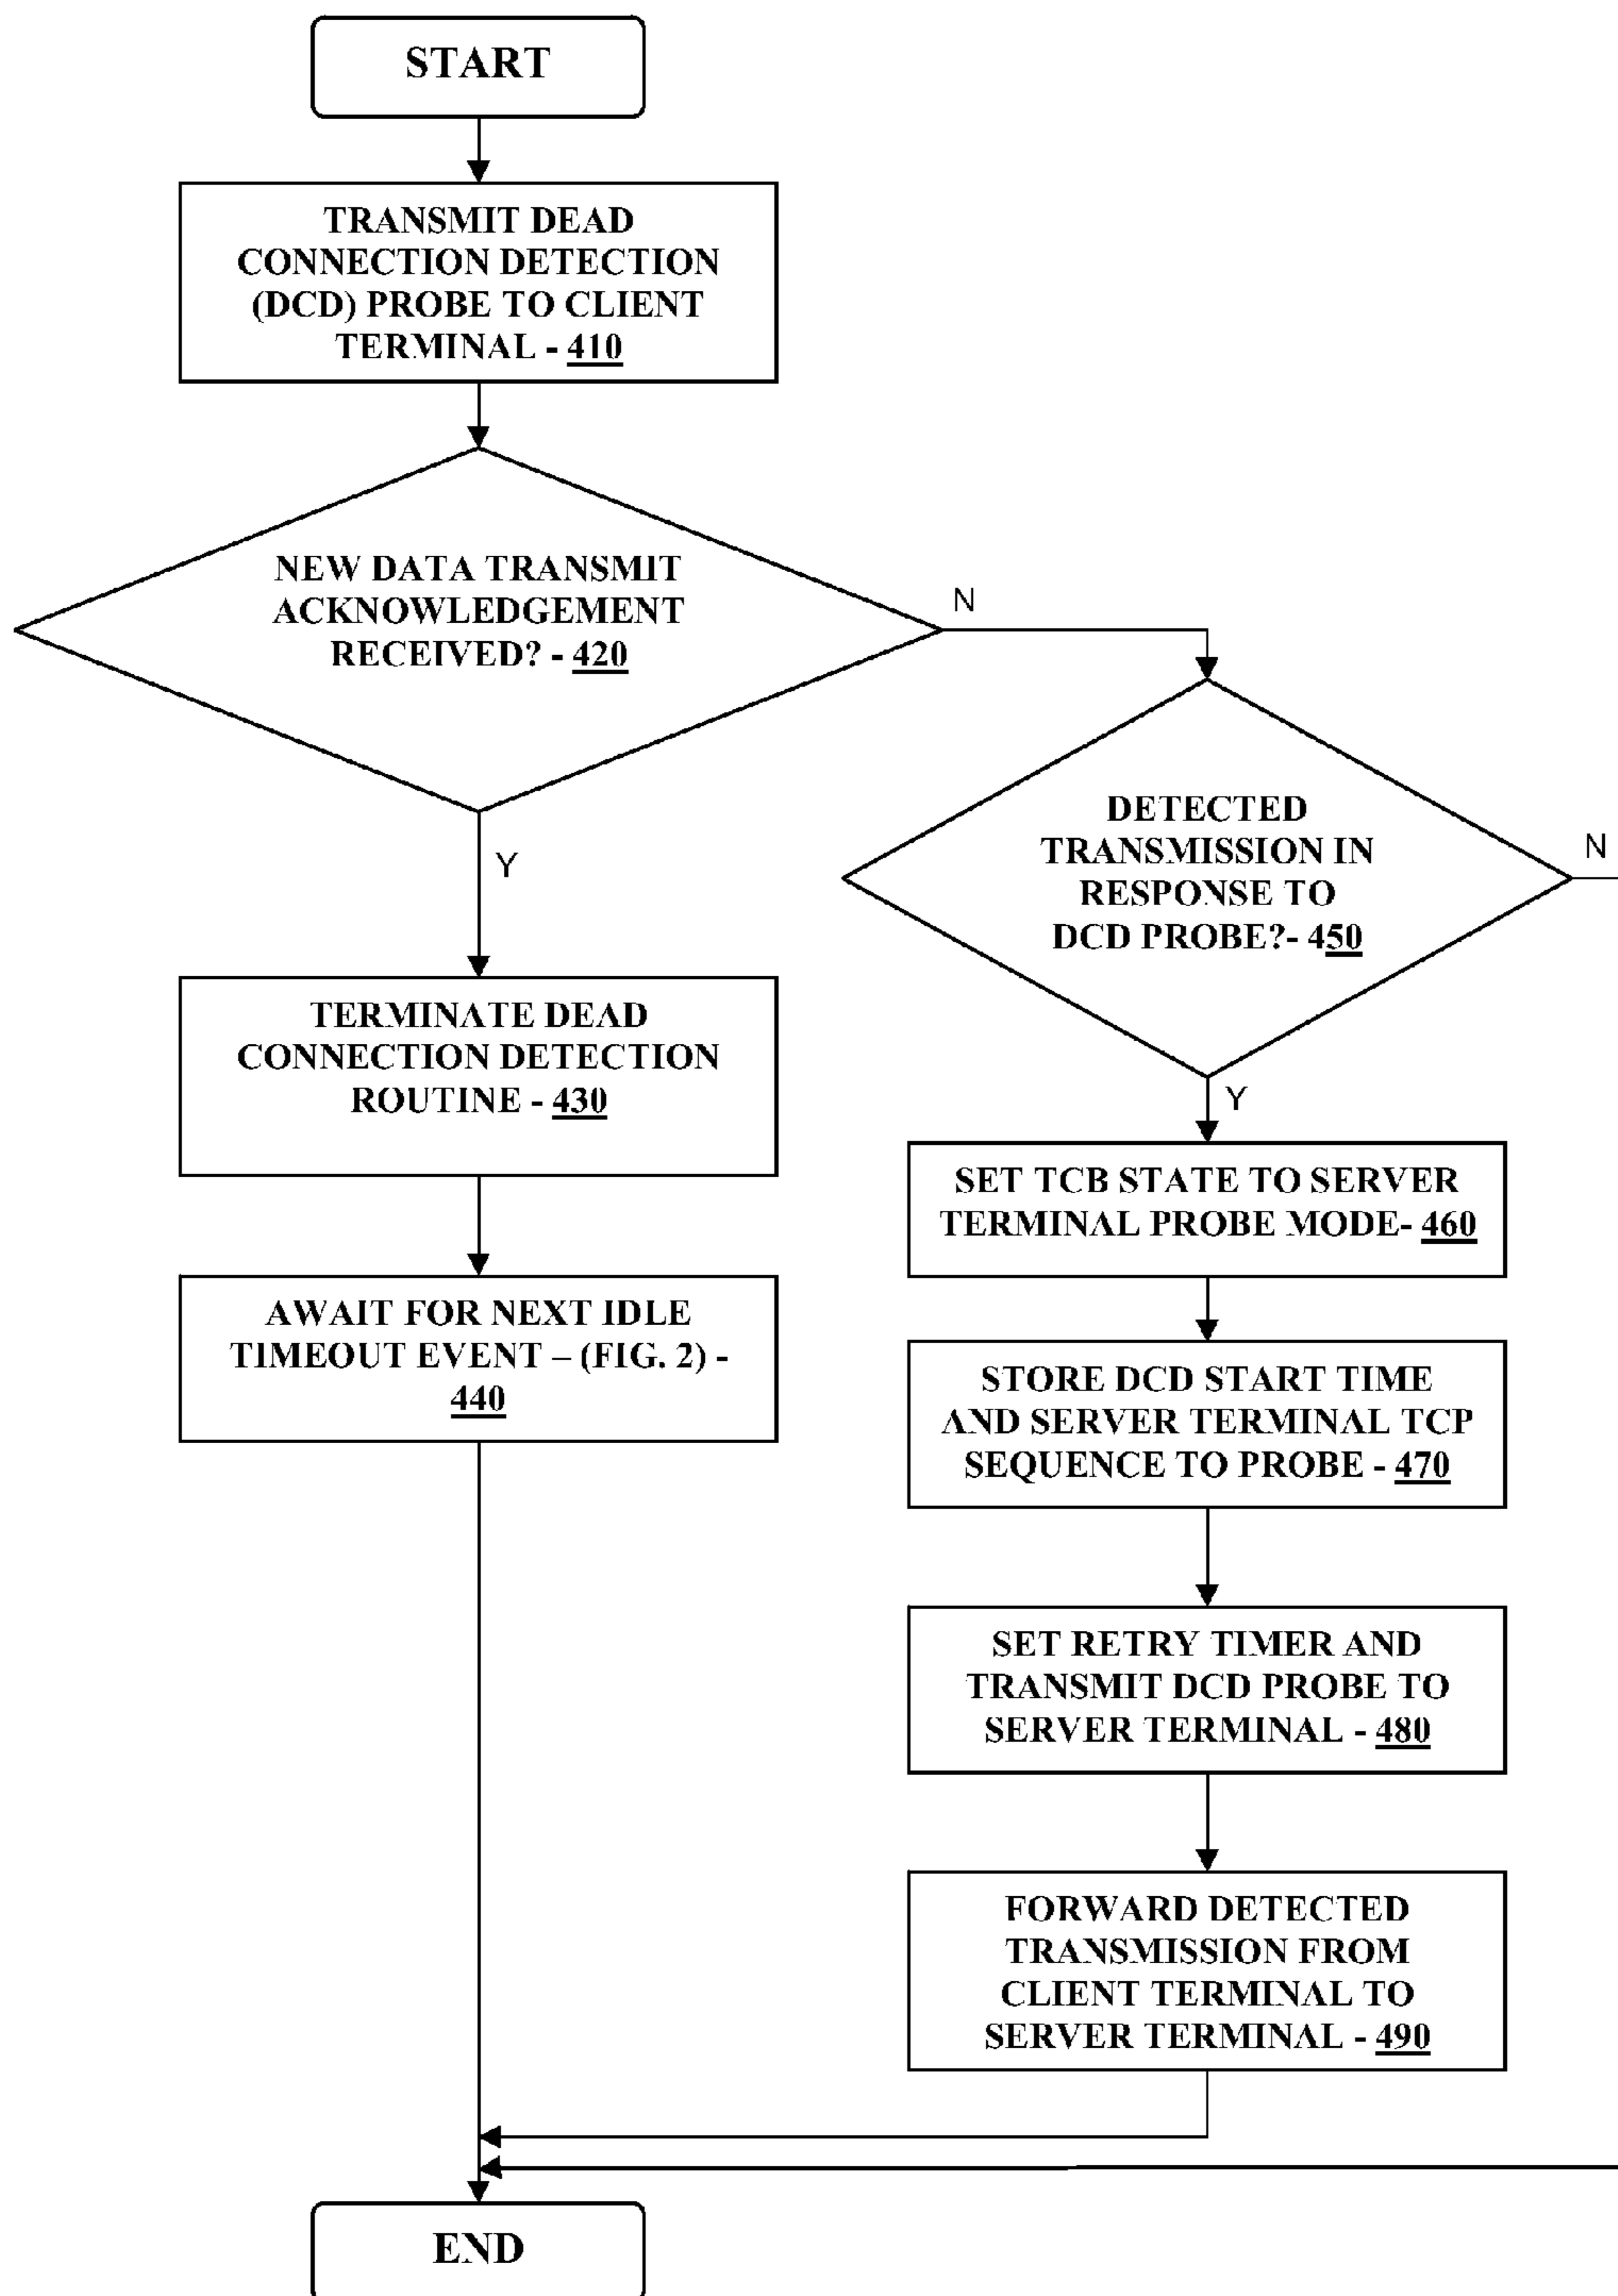 START
TRANSMIT DEAD
CONNECTION DETECTION
(DCD) PROBE TO CLIENT
TERMINAL - 410
NEW DATA TRANSMIT
ACKNOWLEDGEMENT
RECEIVED? - 420
N
Y
DETECTED
TRANSMISSION IN
RESPONSE TO
DCD PROBE?- 450
N
Y
TERMINATE DEAD
CONNECTION DETECTION
ROUTINE - 430
AWAIT FOR NEXT IDLE
TIMEOUT EVENT – (FIG. 2) -
440
SET TCB STATE TO SERVER
TERMINAL PROBE MODE- 460
STORE DCD START TIME
AND SERVER TERMINAL TCP
SEQUENCE TO PROBE - 470
SET RETRY TIMER AND
TRANSMIT DCD PROBE TO
SERVER TERMINAL - 480
FORWARD DETECTED
TRANSMISSION FROM
CLIENT TERMINAL TO
SERVER TERMINAL - 490
END